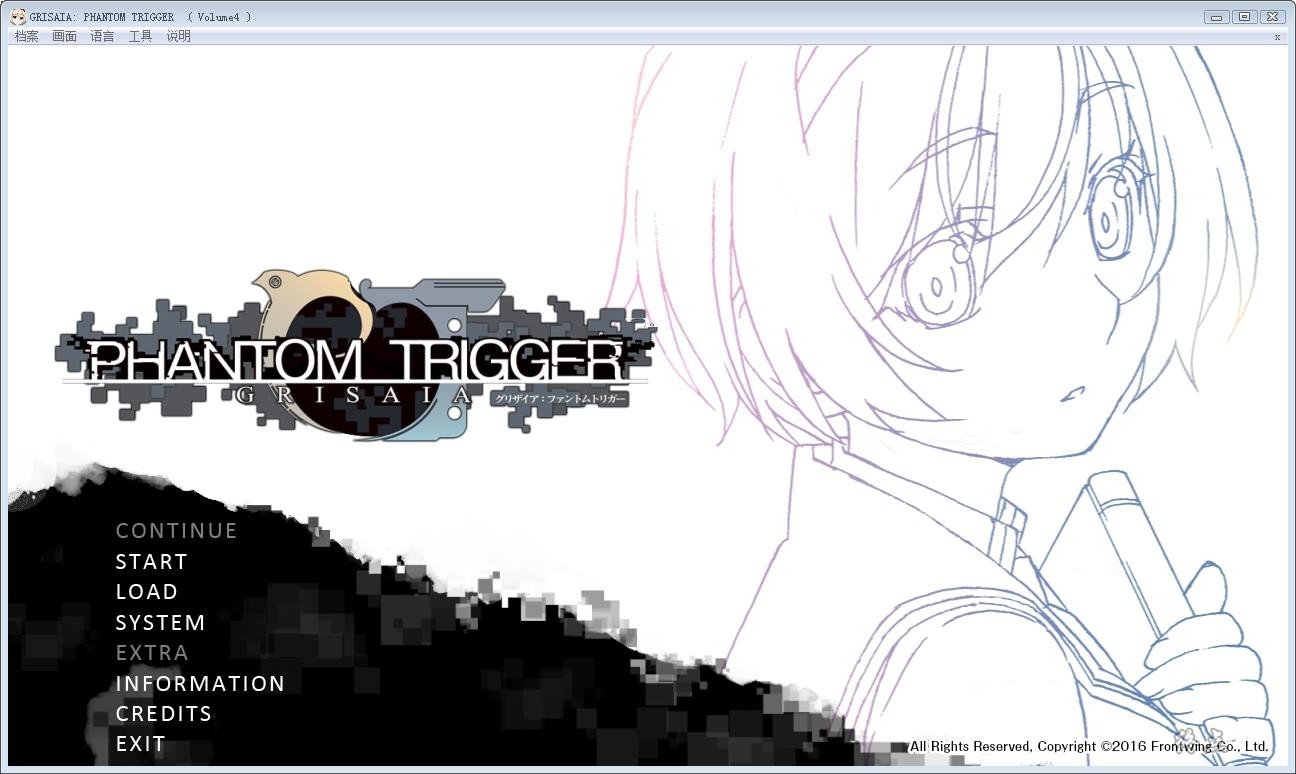 GRISAIA: PHANTOM TRIGGER （ Volume4 ）
档案 画面 语言 工具 说明
x
PHANTOM TRIGGER
GRISAIA
グリザイア：ファントムトリガー
CONTINUE
START
LOAD
SYSTEM
EXTRA
INFORMATION
CREDITS
EXIT
All Rights Reserved, Copyright ©2016 Frontwing Co., Ltd.